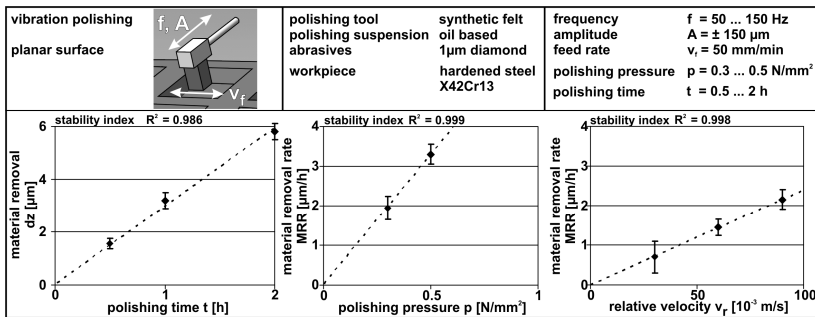 vibration polishing
planar surface
f, A
v_f
polishing tool synthetic felt
polishing suspension oil based
abrasives 1µm diamond
workpiece hardened steel
X42Cr13
frequency f = 50 ... 150 Hz
amplitude A = ± 150 µm
feed rate v_f = 50 mm/min
polishing pressure p = 0.3 ... 0.5 N/mm²
polishing time t = 0.5 ... 2 h
stability index R² = 0.986
material removal
dz [µm]
6
4
2
0
0
1
2
polishing time t [h]
stability index R² = 0.999
material removal rate
MRR [µm/h]
4
3
2
1
0
0
0.5
1
polishing pressure p [N/mm²]
stability index R² = 0.998
material removal rate
MRR [µm/h]
4
3
2
1
0
0
50
100
relative velocity v_r [10⁻³ m/s]